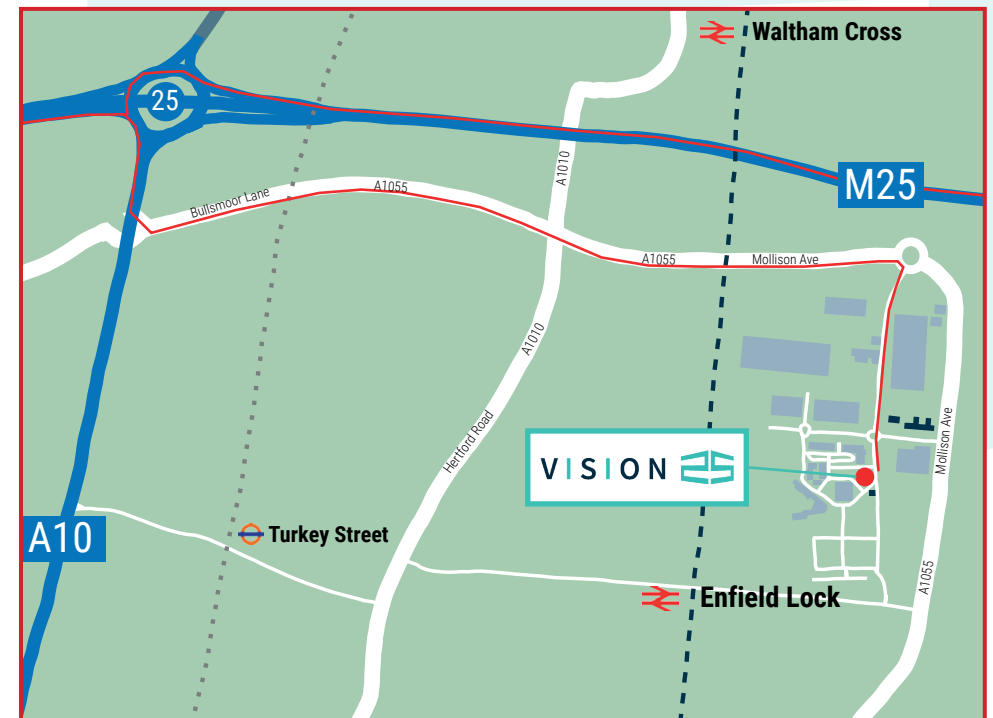 Waltham Cross
25
A1010
M25
Bullsmoor Lane
A1055
A1055
Mollison Ave
A1010
Hertford Road
Mollison Ave
VISION 25
A10
Turkey Street
A1055
Enfield Lock